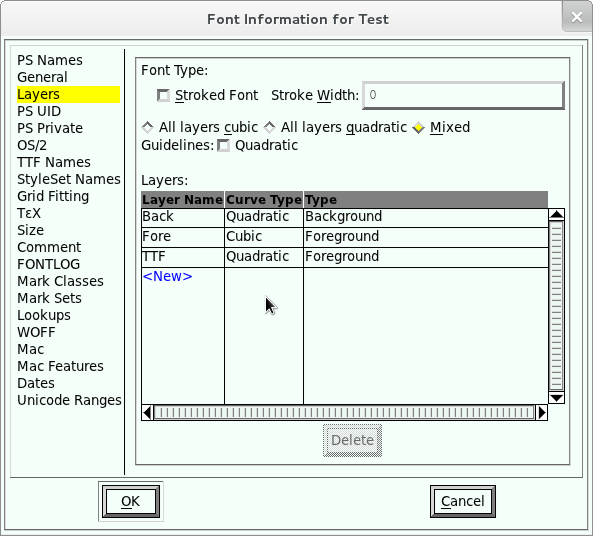 Font Information for Test
PS Names
General
Layers
PS UID
PS Private
OS/2
TTF Names
StyleSet Names
Grid Fitting
ΤεΧ
Size
Comment
FONTLOG
Mark Classes
Mark Sets
Lookups
WOFF
Mac
Mac Features
Dates
Unicode Ranges
Font Type:
Stroked Font Stroke Width: 0
All layers cubic All layers quadratic Mixed
Guidelines: Quadratic
Layers:
Layer Name Curve Type Type
Back Quadratic Background
Fore Cubic Foreground
TTF Quadratic Foreground
<New>
Delete
OK Cancel